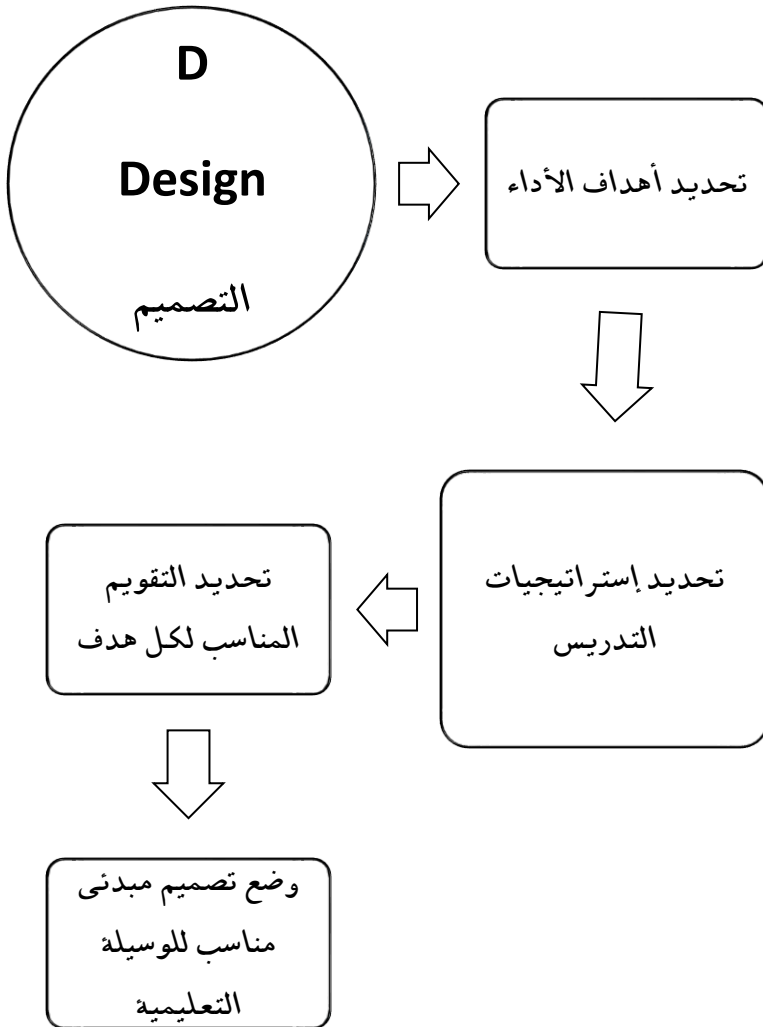 D
Design
التصميم
تحديد أهداف الأداء
تحديد إستراتيجيات
التدريس
تحديد التقويم
المناسب لكل هدف
وضع تصميم مبدئى
مناسب للوسيلة
التعليمية